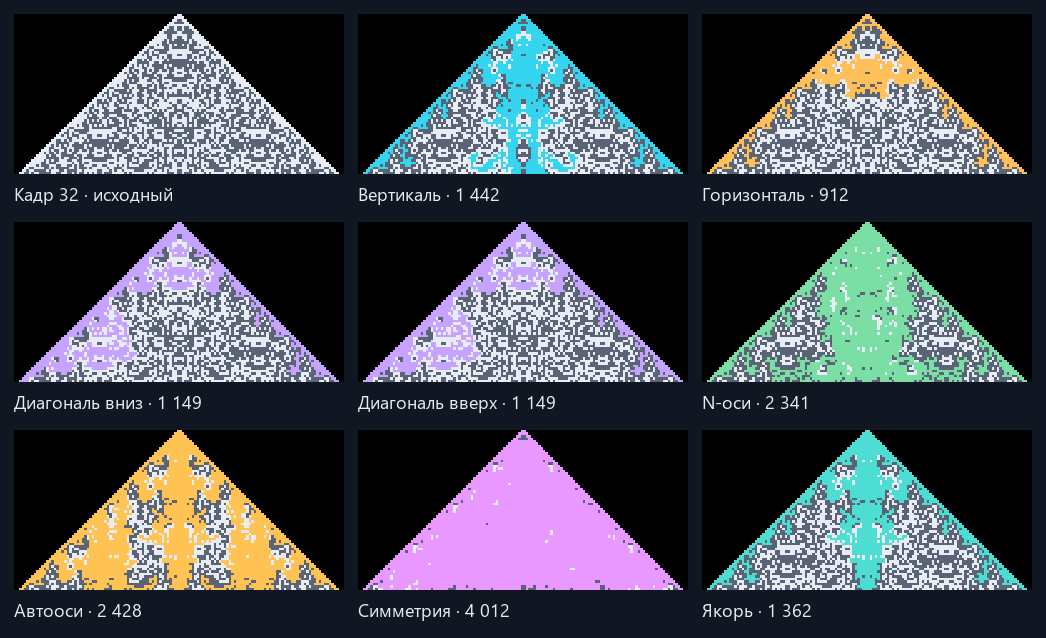 Кадр 32 · исходный
Вертикаль · 1 442
Горизонталь · 912
Диагональ вниз · 1 149
Диагональ вверх · 1 149
N-оси · 2 341
Автооси · 2 428
Симметрия · 4 012
Якорь · 1 362